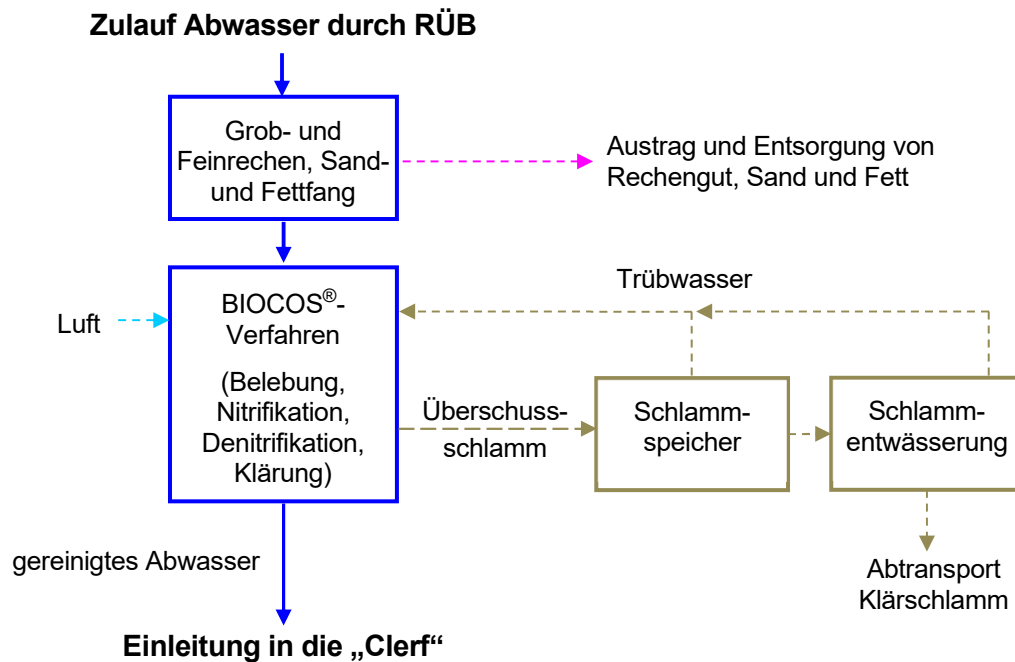 Zulauf Abwasser durch RÜB
Grob- und
Feinrechen, Sand-
und Fettfang
Austrag und Entsorgung von
Rechengut, Sand und Fett
Trübwasser
Luft
BIOCOS®-
Verfahren
(Belebung,
Nitrifikation,
Denitrifikation,
Klärung)
Überschuss-
schlamm
Schlamm-
speicher
Schlamm-
entwässerung
gereinigtes Abwasser
Abtransport
Klärschlamm
Einleitung in die „Clerf“